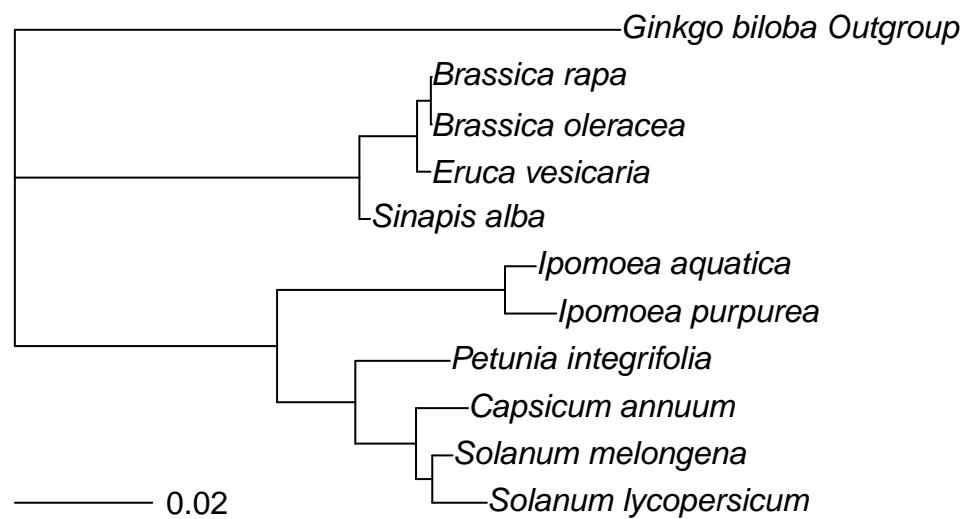 Ginkgo biloba Outgroup
Brassica rapa
Brassica oleracea
Eruca vesicaria
Sinapis alba
Ipomoea aquatica
Ipomoea purpurea
Petunia integrifolia
Capsicum annuum
Solanum melongena
Solanum lycopersicum
0.02